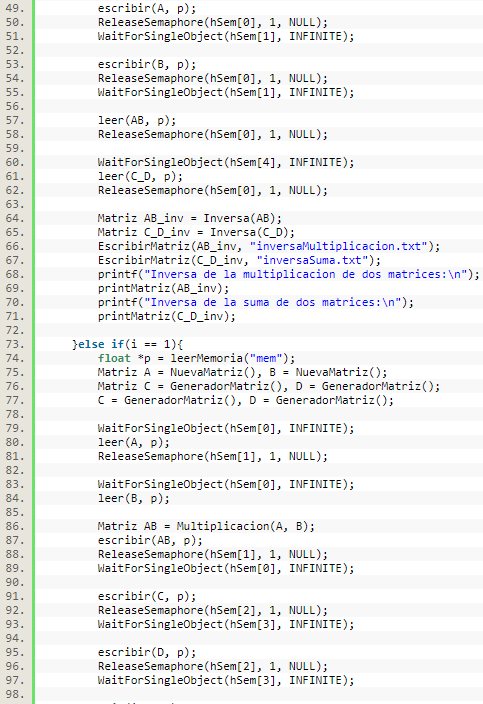 49. escribir(A, p);
50. ReleaseSemaphore(hSem[0], 1, NULL);
51. WaitForSingleObject(hSem[1], INFINITE);
52.
53. escribir(B, p);
54. ReleaseSemaphore(hSem[0], 1, NULL);
55. WaitForSingleObject(hSem[1], INFINITE);
56.
57. leer(AB, p);
58. ReleaseSemaphore(hSem[0], 1, NULL);
59.
60. WaitForSingleObject(hSem[4], INFINITE);
61. leer(C_D, p);
62. ReleaseSemaphore(hSem[0], 1, NULL);
63.
64. Matriz AB_inv = Inversa(AB);
65. Matriz C_D_inv = Inversa(C_D);
66. EscribirMatriz(AB_inv, "inversaMultiplicacion.txt");
67. EscribirMatriz(C_D_inv, "inversaSuma.txt");
68. printf("Inversa de la multiplicacion de dos matrices:\n");
69. printMatriz(AB_inv);
70. printf("Inversa de la suma de dos matrices:\n");
71. printMatriz(C_D_inv);
72.
73. }else if(i == 1){
74. float *p = leerMemoria("mem");
75. Matriz A = NuevaMatriz(), B = NuevaMatriz();
76. Matriz C = GeneradorMatriz(), D = GeneradorMatriz();
77. C = GeneradorMatriz(), D = GeneradorMatriz();
78.
79. WaitForSingleObject(hSem[0], INFINITE);
80. leer(A, p);
81. ReleaseSemaphore(hSem[1], 1, NULL);
82.
83. WaitForSingleObject(hSem[0], INFINITE);
84. leer(B, p);
85.
86. Matriz AB = Multiplicacion(A, B);
87. escribir(AB, p);
88. ReleaseSemaphore(hSem[1], 1, NULL);
89. WaitForSingleObject(hSem[0], INFINITE);
90.
91. escribir(C, p);
92. ReleaseSemaphore(hSem[2], 1, NULL);
93. WaitForSingleObject(hSem[3], INFINITE);
94.
95. escribir(D, p);
96. ReleaseSemaphore(hSem[2], 1, NULL);
97. WaitForSingleObject(hSem[3], INFINITE);
98.